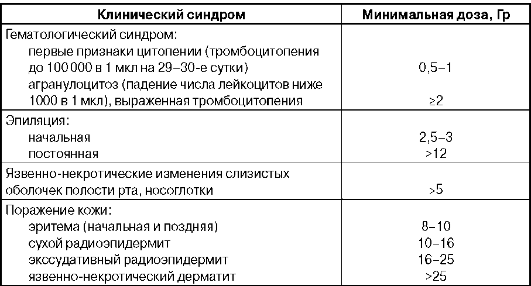 Клинический синдром Минимальная доза, Гр
Гематологический синдром:
первые признаки цитопении (тромбоцитопения
до 100 000 в 1 мкл на 29–30-е сутки) 0,5–1
агранулоцитоз (падение числа лейкоцитов ниже
1000 в 1 мкл), выраженная тромбоцитопения ≥2
Эпиляция:
начальная 2,5–3
постоянная >12
Язвенно-некротические изменения слизистых
оболочек полости рта, носоглотки >5
Поражение кожи:
эритема (начальная и поздняя) 8–10
сухой радиоэпидермит 10–16
экссудативный радиоэпидермит 16–25
язвенно-некротический дерматит >25